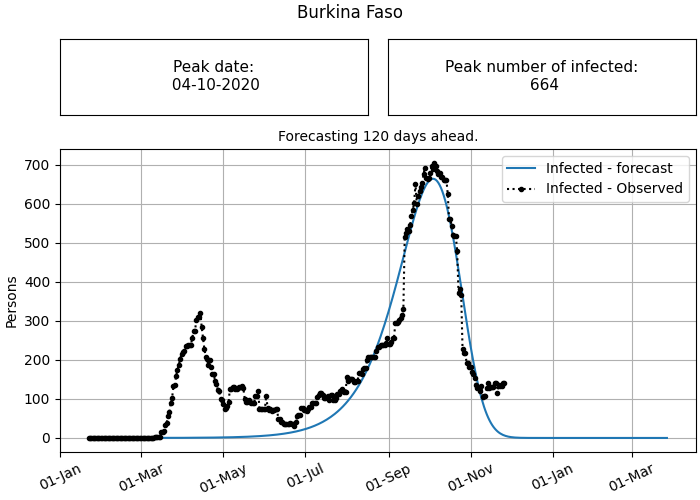 Burkina Faso
Peak date:
04-10-2020
Peak number of infected:
664
Forecasting 120 days ahead.
Infected - forecast
Infected - Observed
Persons
700
600
500
400
300
200
100
0
01-Jan
01-Mar
01-May
01-Jul
01-Sep
01-Nov
01-Jan
01-Mar